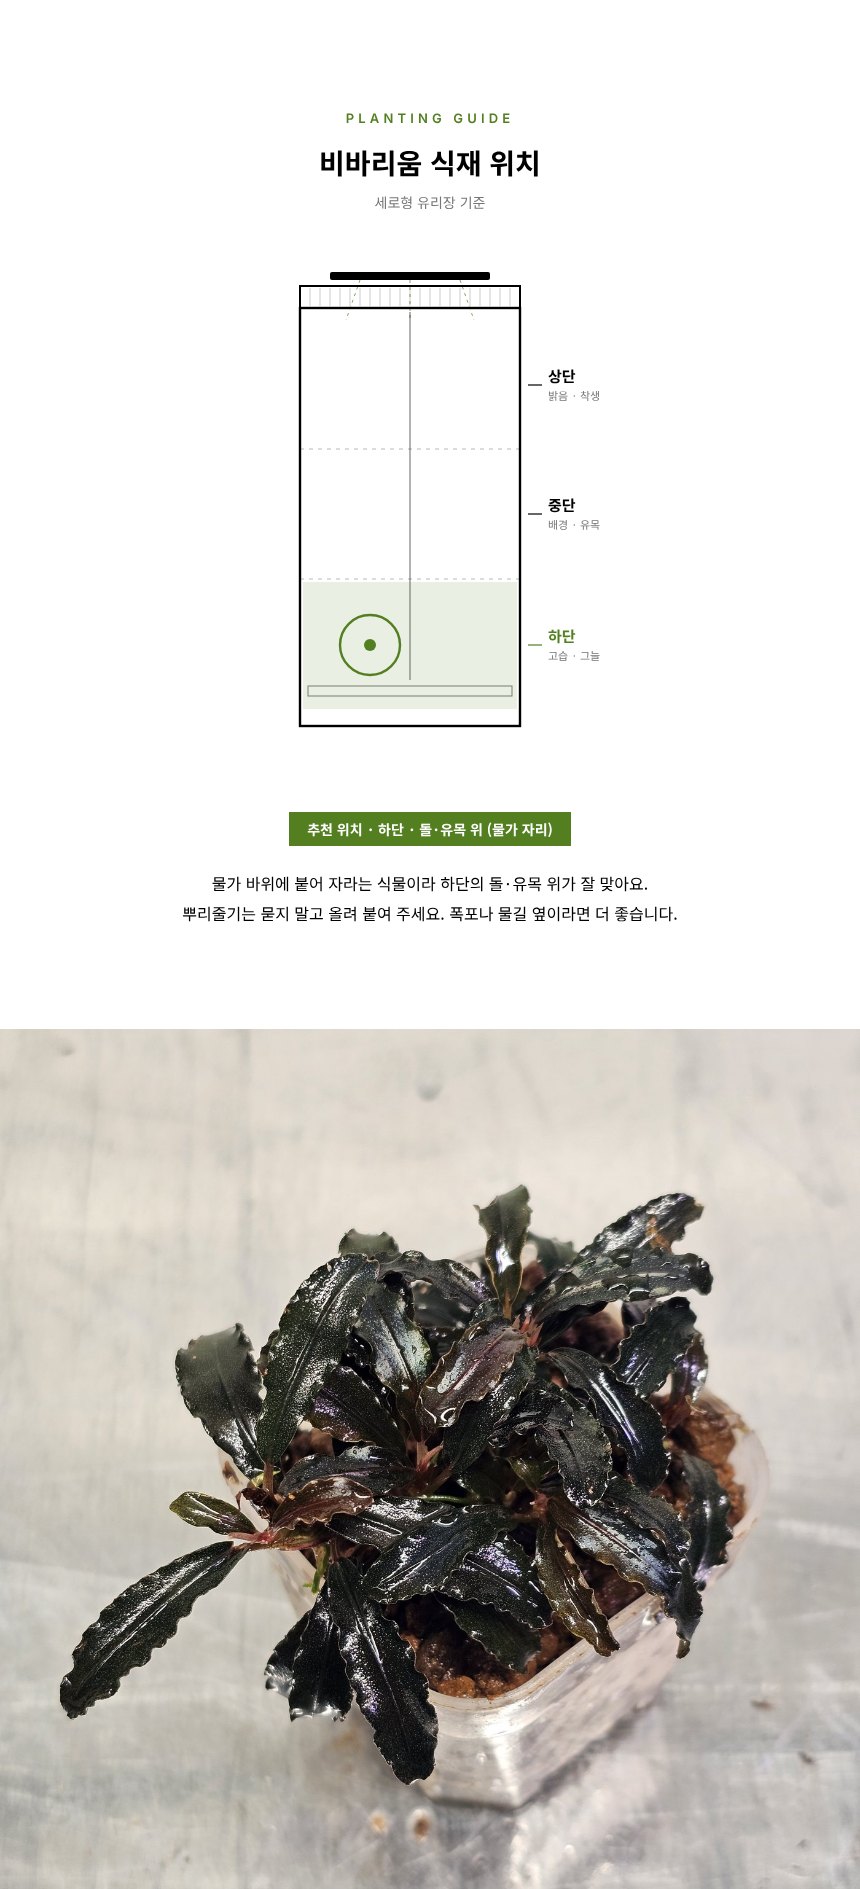 PLANTING GUIDE
비바리움 식재 위치
세로형 유리장 기준
상단
밝음 · 착생
중단
배경 · 유목
하단
고습 · 그늘
추천 위치 · 하단 · 돌·유목 위 (물가 자리)
물가 바위에 붙어 자라는 식물이라 하단의 돌·유목 위가 잘 맞아요.
뿌리줄기는 묻지 말고 올려 붙여 주세요. 폭포나 물길 옆이라면 더 좋습니다.